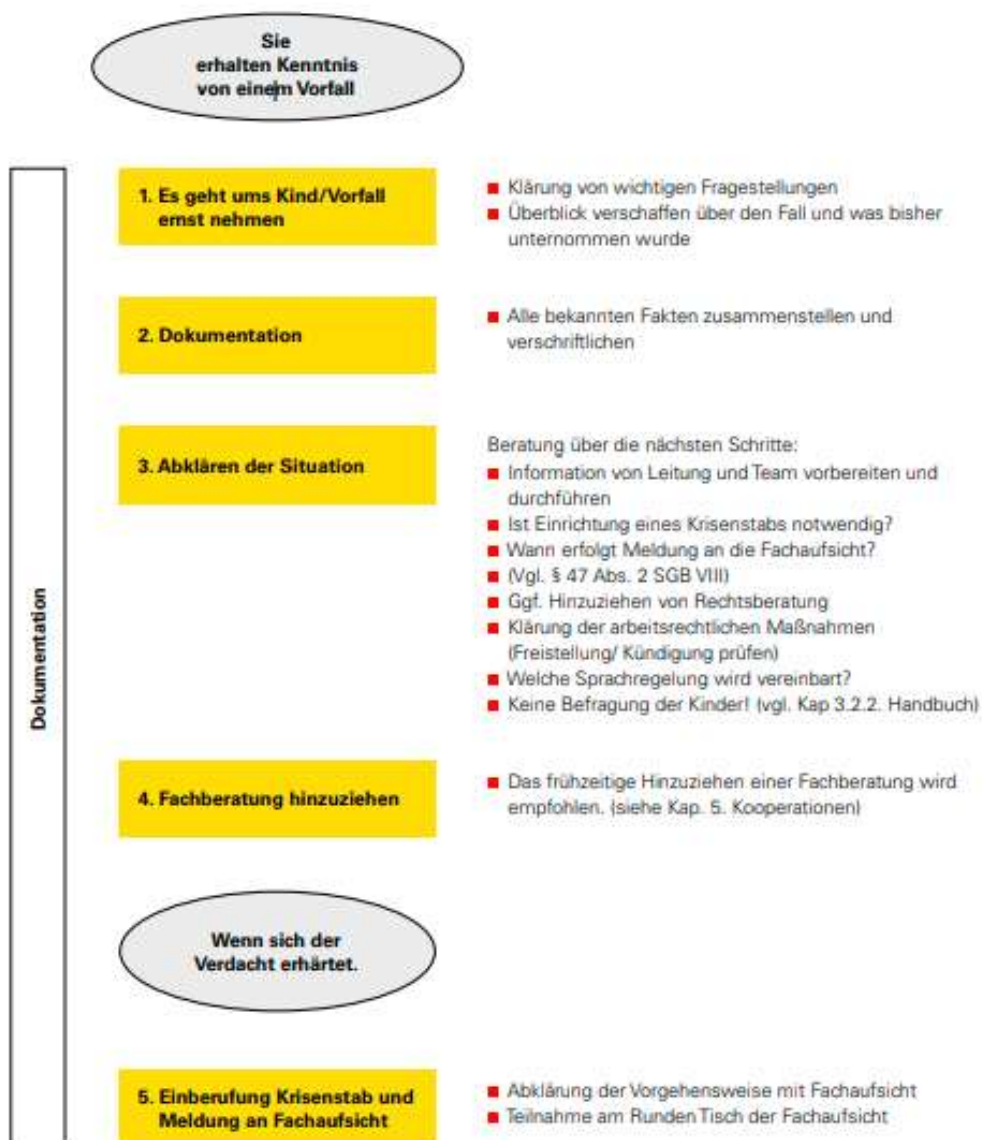 Sie
erhalten Kenntnis
von einem Vorfall
Dokumentation
1. Es geht ums Kind/Vorfall
ernst nehmen
Klärung von wichtigen Fragestellungen
Überblick verschaffen über den Fall und was bisher
unternommen wurde
2. Dokumentation
Alle bekannten Fakten zusammenstellen und
verschriftlichen
3. Abklären der Situation
Beratung über die nächsten Schritte:
Information von Leitung und Team vorbereiten und
durchführen
Ist Einrichtung eines Krisenstabs notwendig?
Wann erfolgt Meldung an die Fachaufsicht?
(Vgl. § 47 Abs. 2 SGB VIII)
Ggf. Hinzuziehen von Rechtsberatung
Klärung der arbeitsrechtlichen Maßnahmen
(Freistellung/ Kündigung prüfen)
Welche Sprachregelung wird vereinbart?
Keine Befragung der Kinder! (vgl. Kap 3.2.2. Handbuch)
4. Fachberatung hinzuziehen
Das frühzeitige Hinzuziehen einer Fachberatung wird
empfohlen. (siehe Kap. 5. Kooperationen)
Wenn sich der
Verdacht erhärtet.
5. Einberufung Krisenstab und
Meldung an Fachaufsicht
Abklärung der Vorgehensweise mit Fachaufsicht
Teilnahme am Runden Tisch der Fachaufsicht